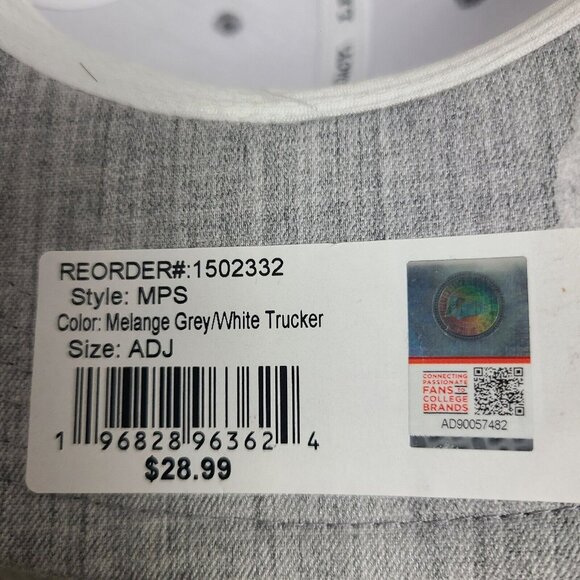 REORDER#:1502332
Style: MPS
Color: Melange Grey/White Trucker
Size: ADJ
1 96828 96362 4
$28.99
CONNECTING
PASSIONATE
FANS TO
COLLEGE
BRANDS
AD90057482